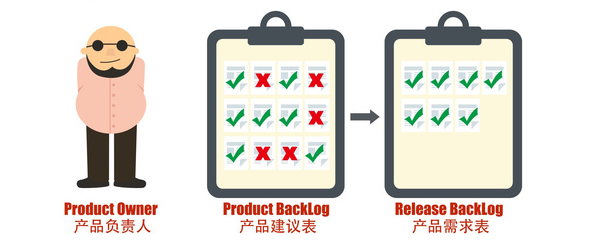 Product Owner
产品负责人
Product BackLog
产品建议表
Release BackLog
产品需求表